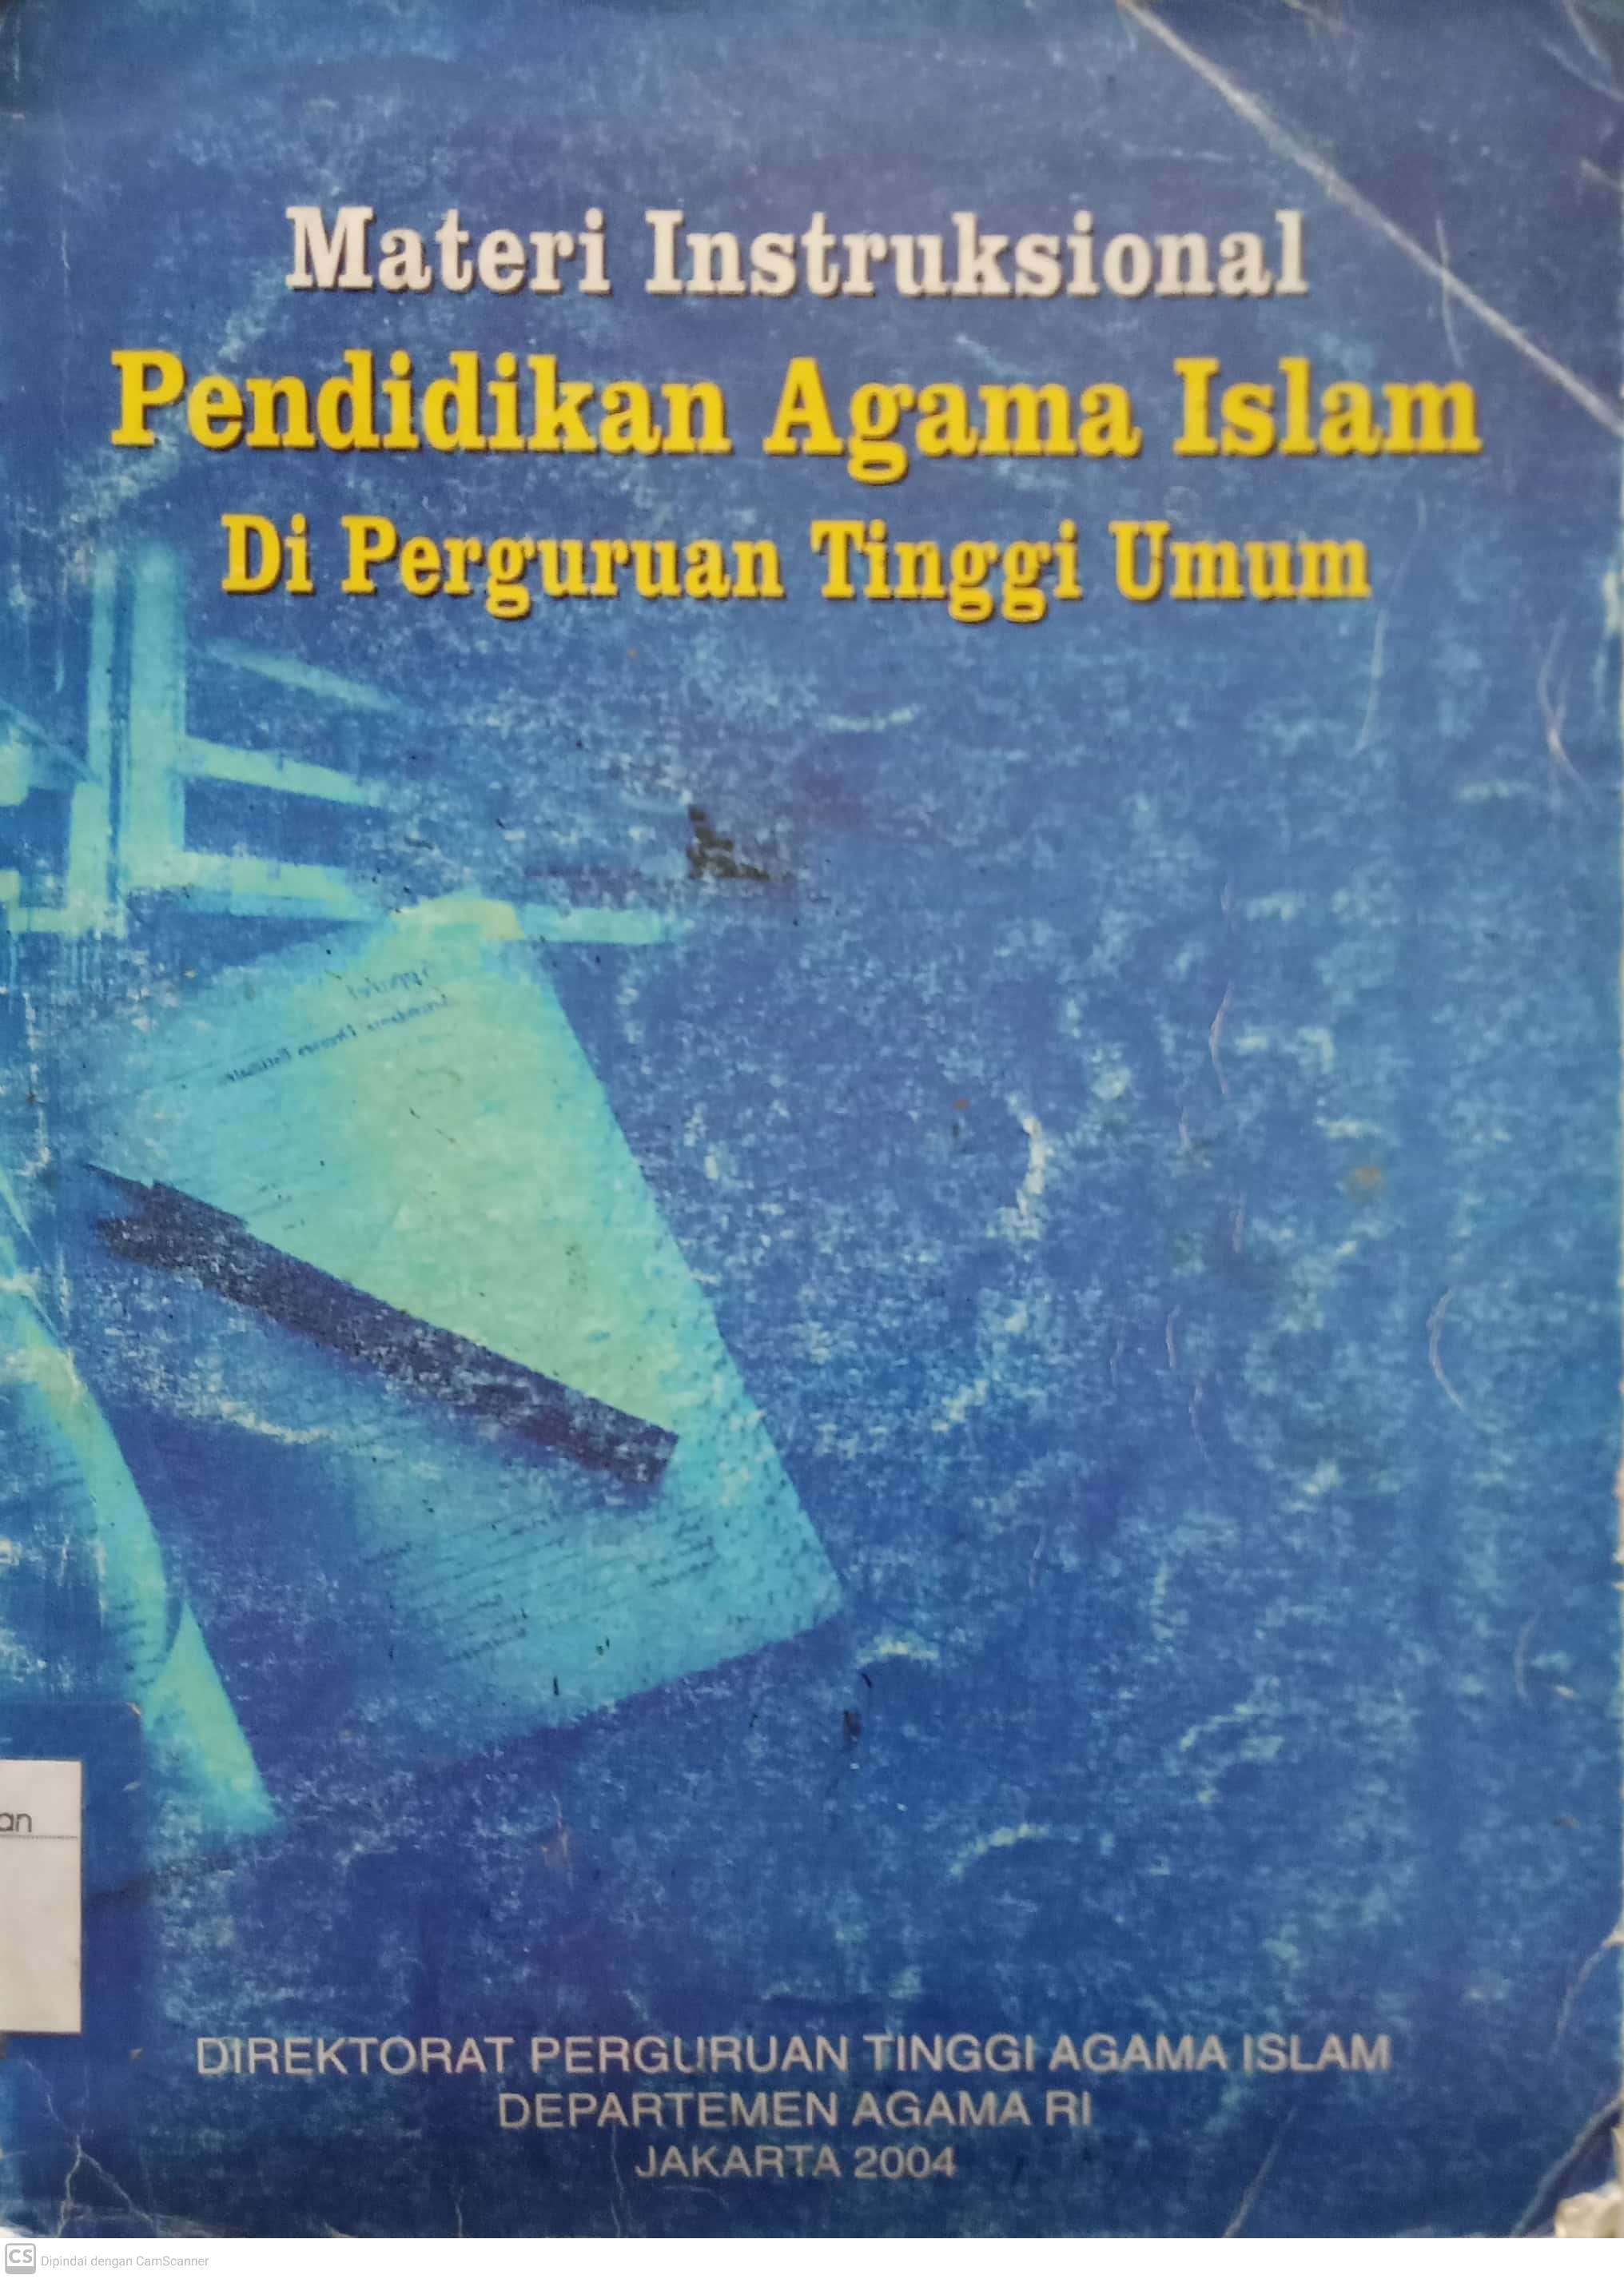 Materi Instruksional
Pendidikan Agama Islam
Di Perguruan Tinggi Umum
an
DIREKTORAT PERGURUAN TINGGI AGAMA ISLAM
DEPARTEMEN AGAMA RI
JAKARTA 2004
CS Dipindai dengan CamScanner